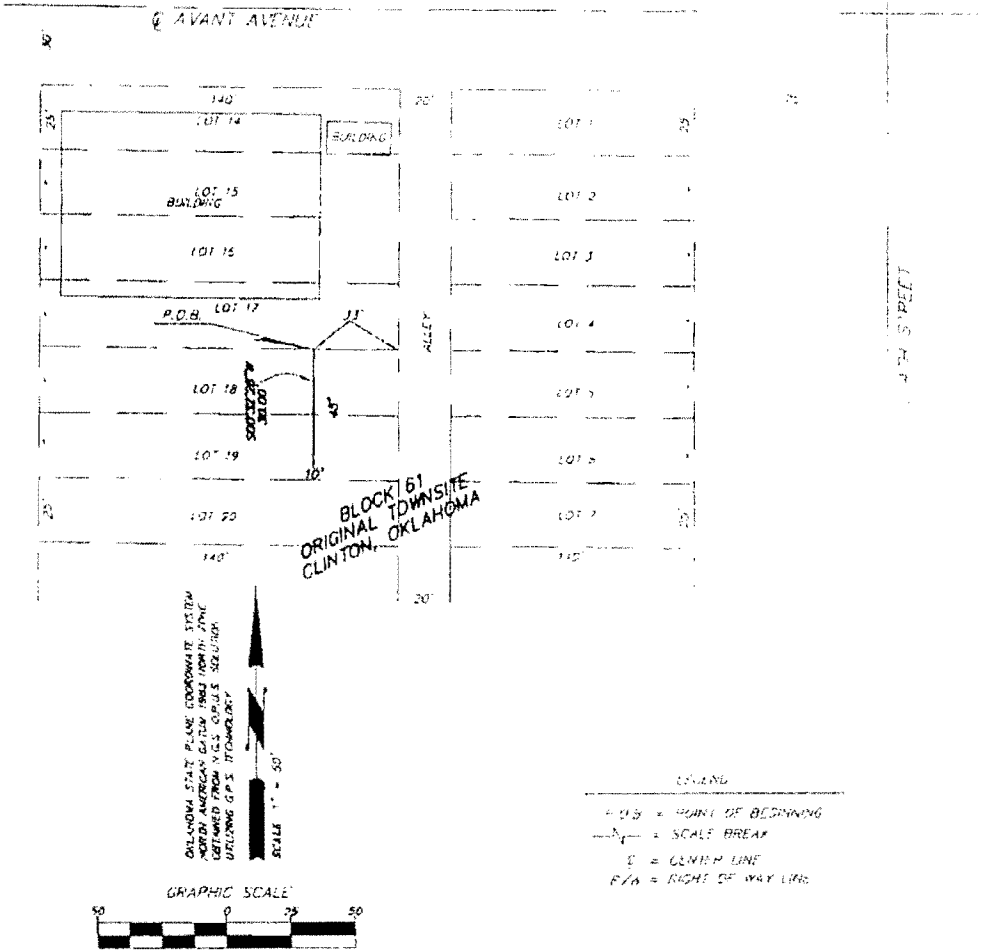 ℄ AVANT AVENUE
140'
20'
25'
LOT 14
BUILDING
LOT 1
25'
LOT 15
BUILDING
LOT 2
LOT 16
LOT 3
LOT 17
P.O.B.
33'
LOT 4
ALLEY
LOT 18
LOT 5
30.00'
LOT 19
LOT 6
10'
BLOCK 61
ORIGINAL TOWNSITE
CLINTON, OKLAHOMA
LOT 20
LOT 7
25'
25'
140'
140'
20'
OKLAHOMA STATE PLANE COORDINATE SYSTEM
NORTH AMERICAN DATUM 1983 NORTH ZONE
OBTAINED FROM N.G.S. O.P.U.S. SOLUTION
UTILIZING G.P.S. TECHNOLOGY
N
SCALE 1" = 50'
LEGEND
P.O.B. = POINT OF BEGINNING
= SCALE BREAK
℄ = CENTER LINE
R/W = RIGHT OF WAY LINE
GRAPHIC SCALE
50 0 25 50